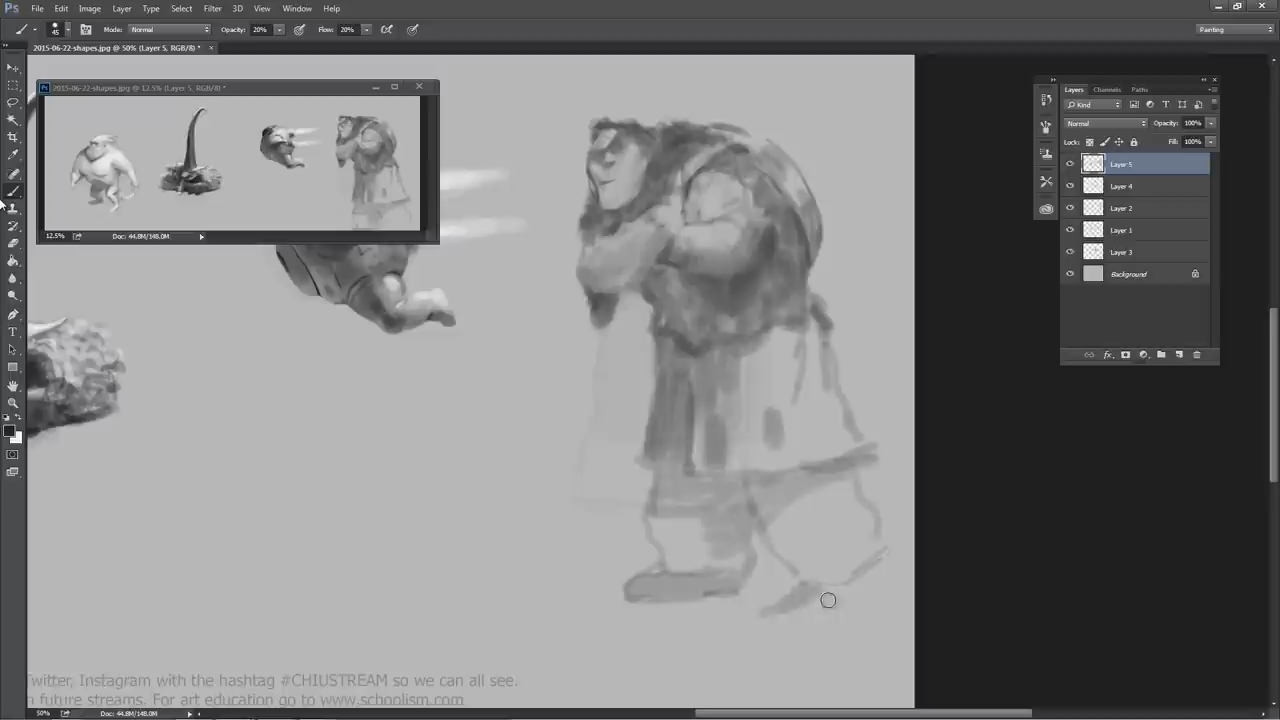 Ps File Edit Image Layer Type Select Filter 3D View Window Help
45 Mode: Normal Opacity: 20% Flow: 20% Painting
2015-06-22-shapes.jpg @ 50% (Layer 5, RGB/8) * ×
Ps 2015-06-22-shapes.jpg @ 12.5% (Layer 5, RGB/8) *
12.5% Doc: 44.8M/148.0M
Layers Channels Paths
Kind
Normal Opacity: 100%
Lock: Fill: 100%
Layer 5
Layer 4
Layer 2
Layer 1
Layer 3
Background
fx
Twitter, Instagram with the hashtag #CHIUSTREAM so we can all see.
n future streams. For art education go to www.schoolism.com
50% Doc: 44.8M/148.0M